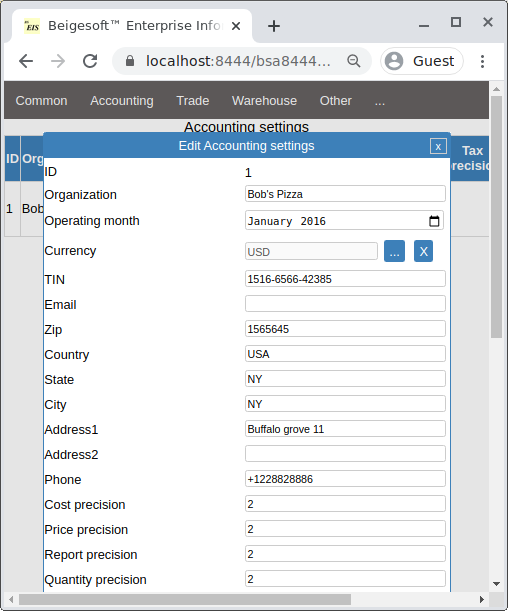 EIS Beigesoft™ Enterprise Info
localhost:8444/bsa8444... Guest
Common Accounting Trade Warehouse Other ...
Accounting settings
Edit Accounting settings x
ID Org Tax
1 Bob
ID 1
Organization Bob's Pizza
Operating month January 2016
Currency USD ... X
TIN 1516-6566-42385
Email
Zip 1565645
Country USA
State NY
City NY
Address1 Buffalo grove 11
Address2
Phone +1228828886
Cost precision 2
Price precision 2
Report precision 2
Quantity precision 2